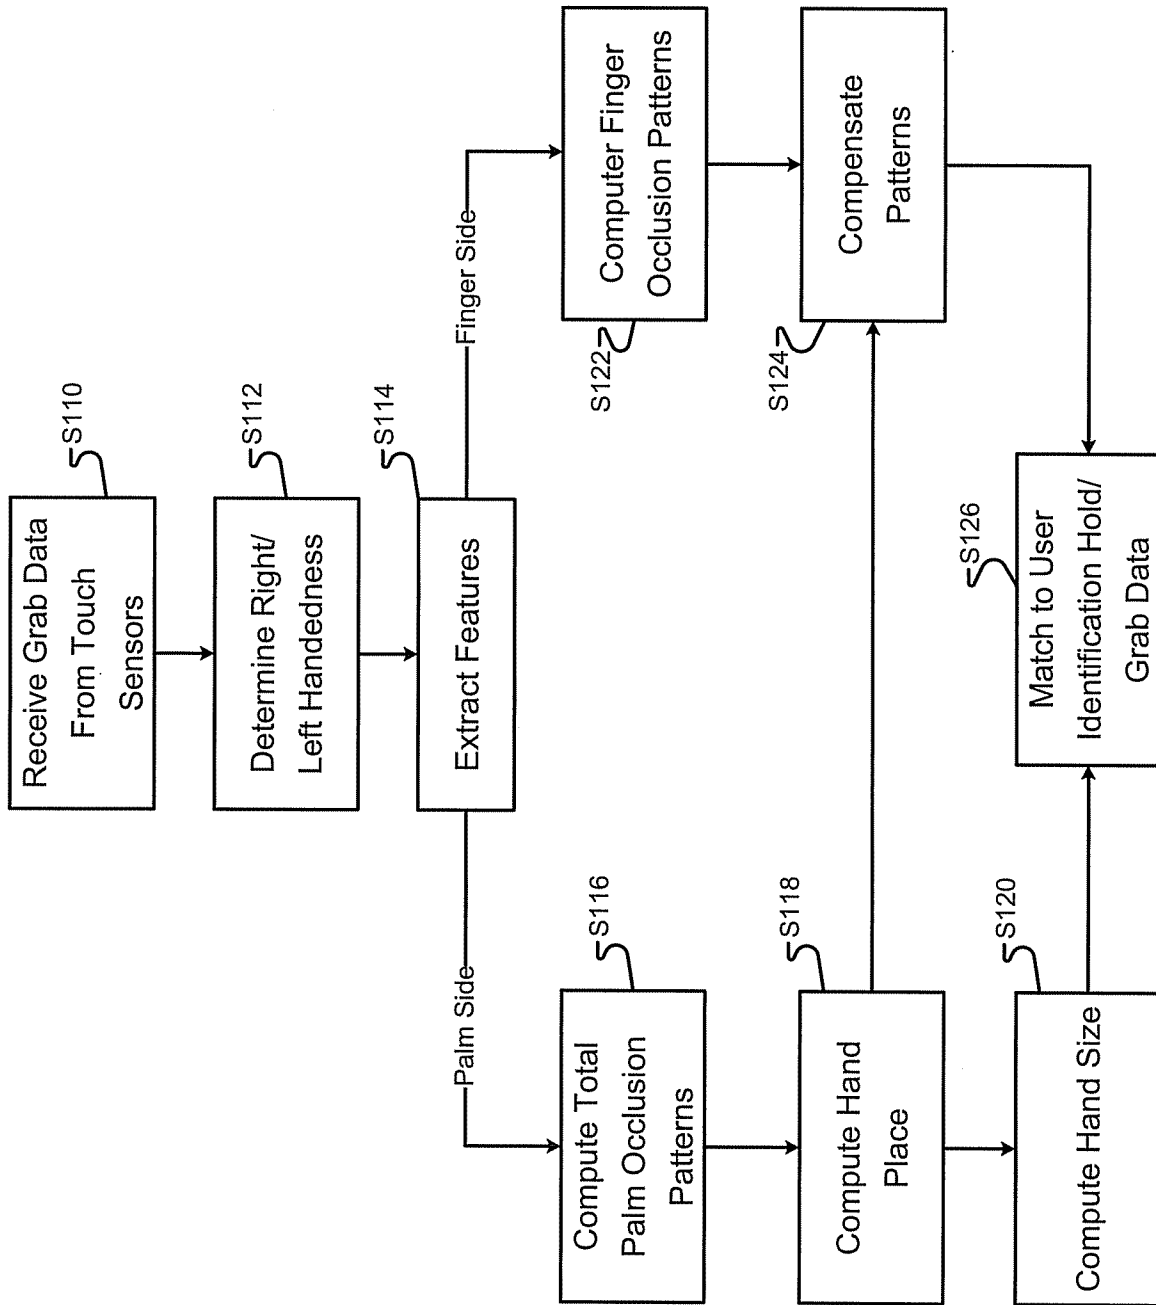 Receive Grab Data
From Touch
Sensors
S110
Determine Right/
Left Handedness
S112
Extract Features
S114
Palm Side
Finger Side
Compute Total
Palm Occlusion
Patterns
S116
Computer Finger
Occlusion Patterns
S122
Compute Hand
Place
S118
Compensate
Patterns
S124
Compute Hand Size
S120
Match to User
Identification Hold/
Grab Data
S126